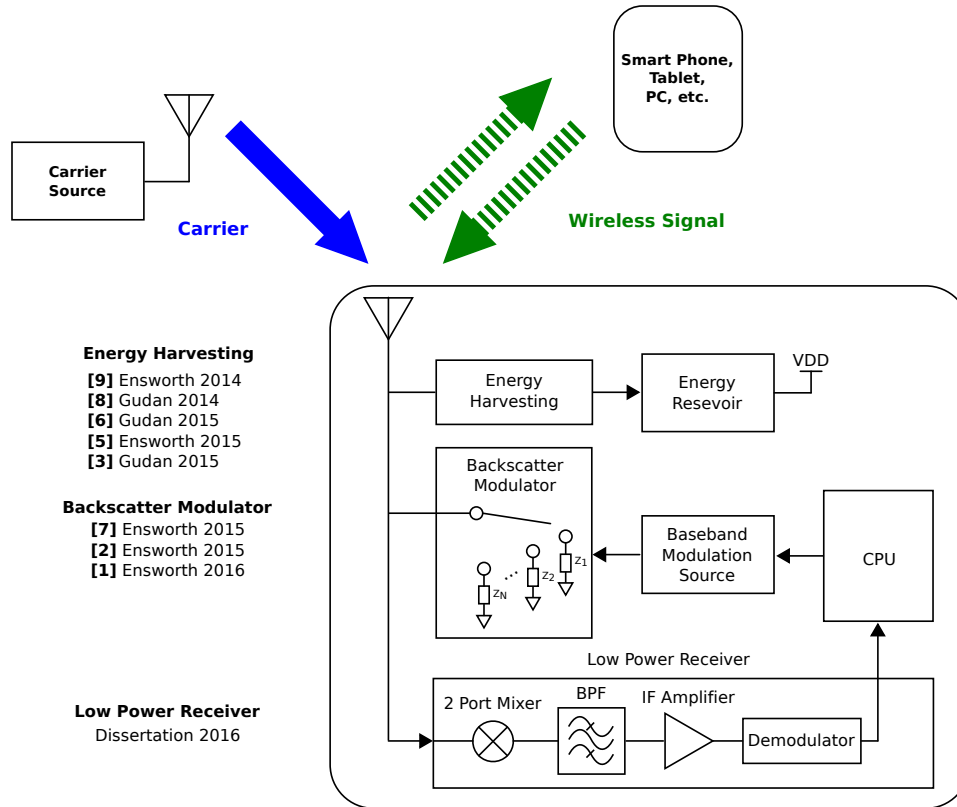 Smart Phone,
Tablet,
PC, etc.
Carrier
Source
Carrier
Wireless Signal
Energy Harvesting
[9] Ensworth 2014
[8] Gudan 2014
[6] Gudan 2015
[5] Ensworth 2015
[3] Gudan 2015
Backscatter Modulator
[7] Ensworth 2015
[2] Ensworth 2015
[1] Ensworth 2016
Low Power Receiver
Dissertation 2016
Energy
Harvesting
Energy
Resevoir
VDD
Backscatter
Modulator
Z1
Z2
ZN
Baseband
Modulation
Source
CPU
Low Power Receiver
2 Port Mixer
BPF
IF Amplifier
Demodulator